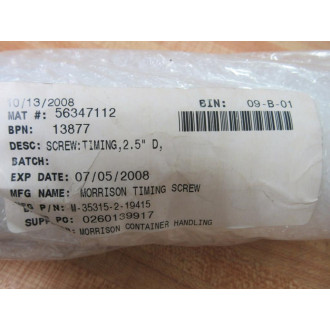 10/13/2008
MAT #: 56347112
BIN: 09-B-01
BPN: 13877
DESC: SCREW:TIMING,2.5" D,
BATCH:
EXP DATE: 07/05/2008
MFG NAME: MORRISON TIMING SCREW
P/N: M-35315-2-19415
SUPP PO: 0260139917
MORRISON CONTAINER HANDLING